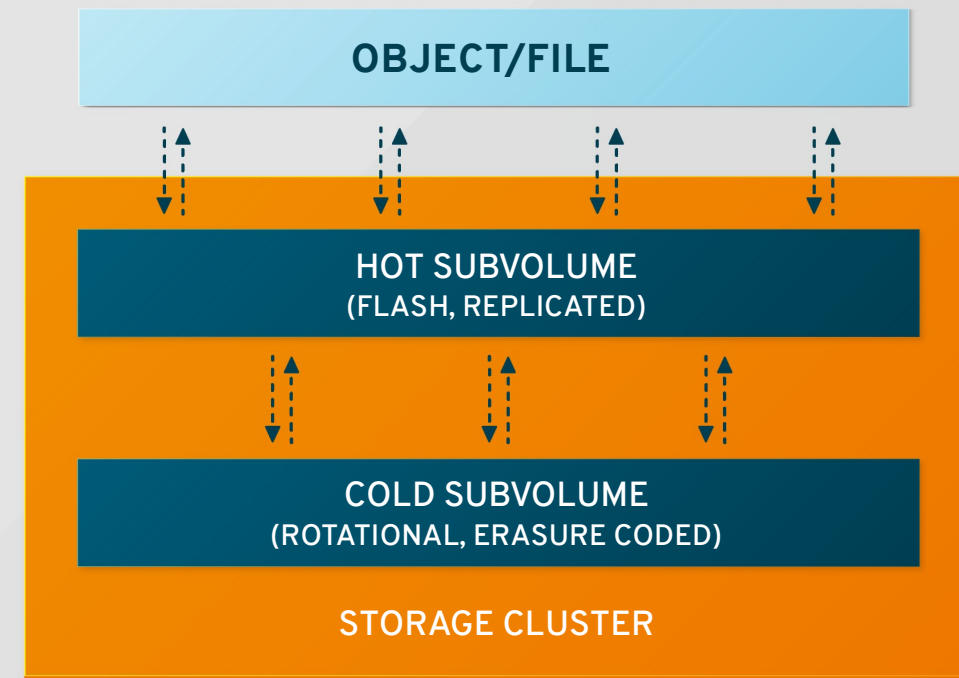 OBJECT/FILE
HOT SUBVOLUME
(FLASH, REPLICATED)
COLD SUBVOLUME
(ROTATIONAL, ERASURE CODED)
STORAGE CLUSTER